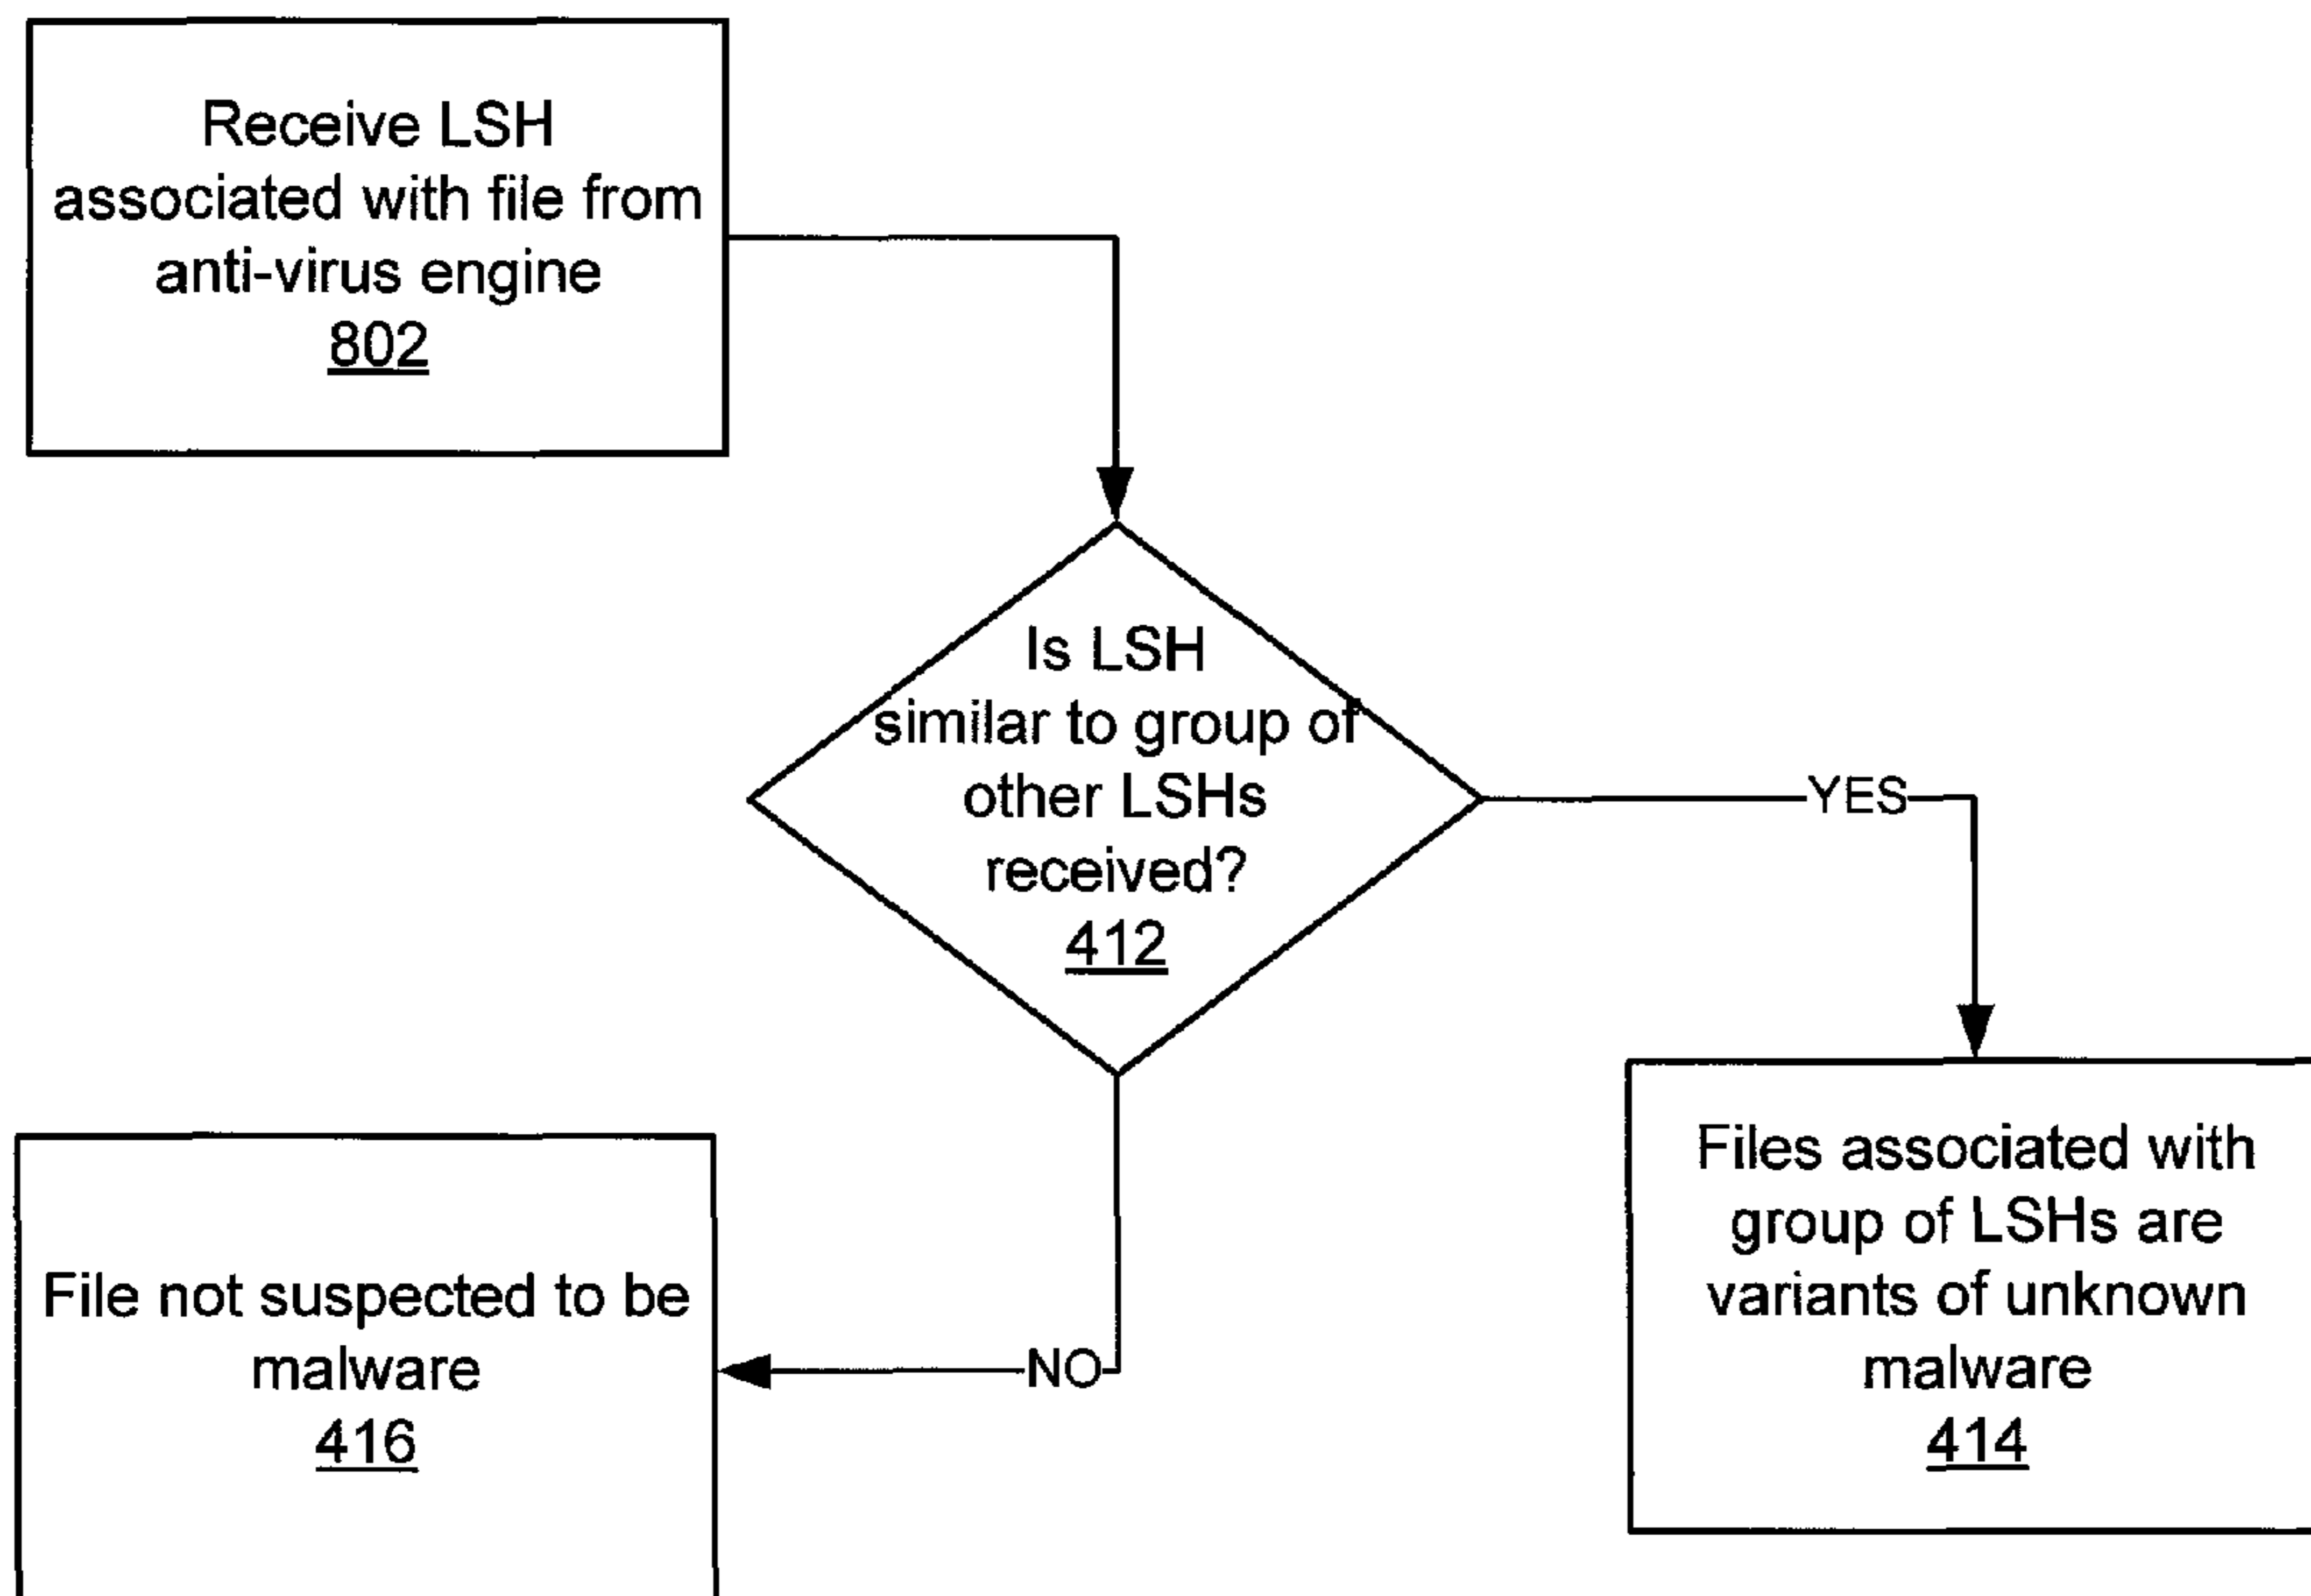 Receive LSH
associated with file from
anti-virus engine
802
Is LSH
similar to group of
other LSHs
received?
412
YES
NO
Files associated with
group of LSHs are
variants of unknown
malware
414
File not suspected to be
malware
416